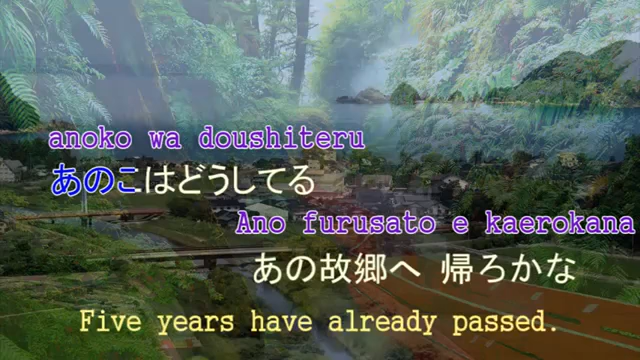 anoko wa doushiteru
あのこはどうしてる
Ano furusato e kaerokana
あの故郷へ 帰ろかな
Five years have already passed.